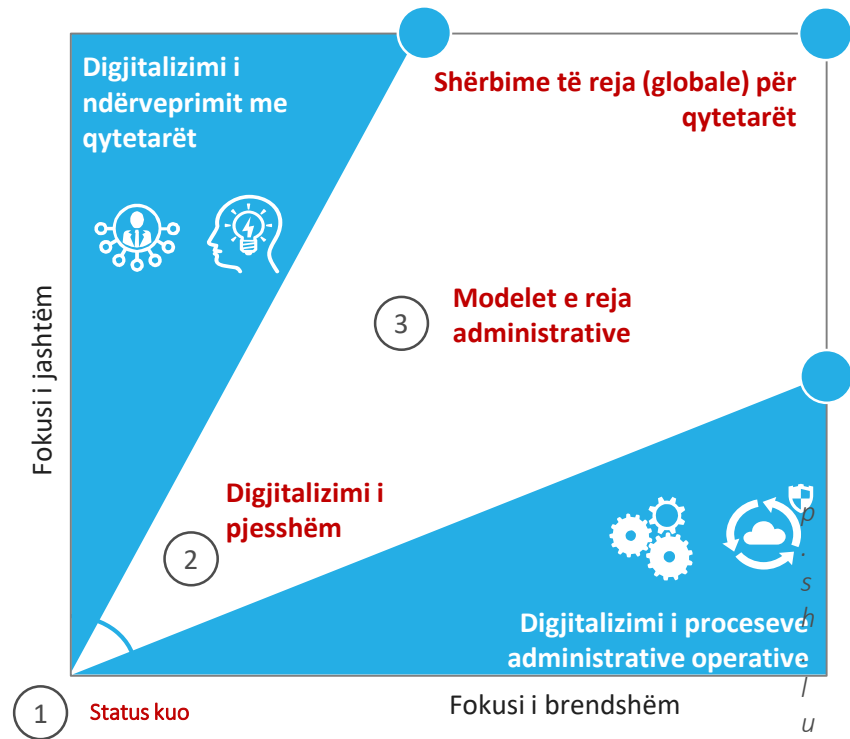 Digjitalizimi i
ndërveprimit me
qytetarët
Shërbime të reja (globale) për
qytetarët
3
Modelet e reja
administrative
Fokusi i jashtëm
Digjitalizimi i
pjesshëm
2
Digjitalizimi i proceseve
administrative operative
p
.
s
h
.
l
u
1
Status kuo
Fokusi i brendshëm